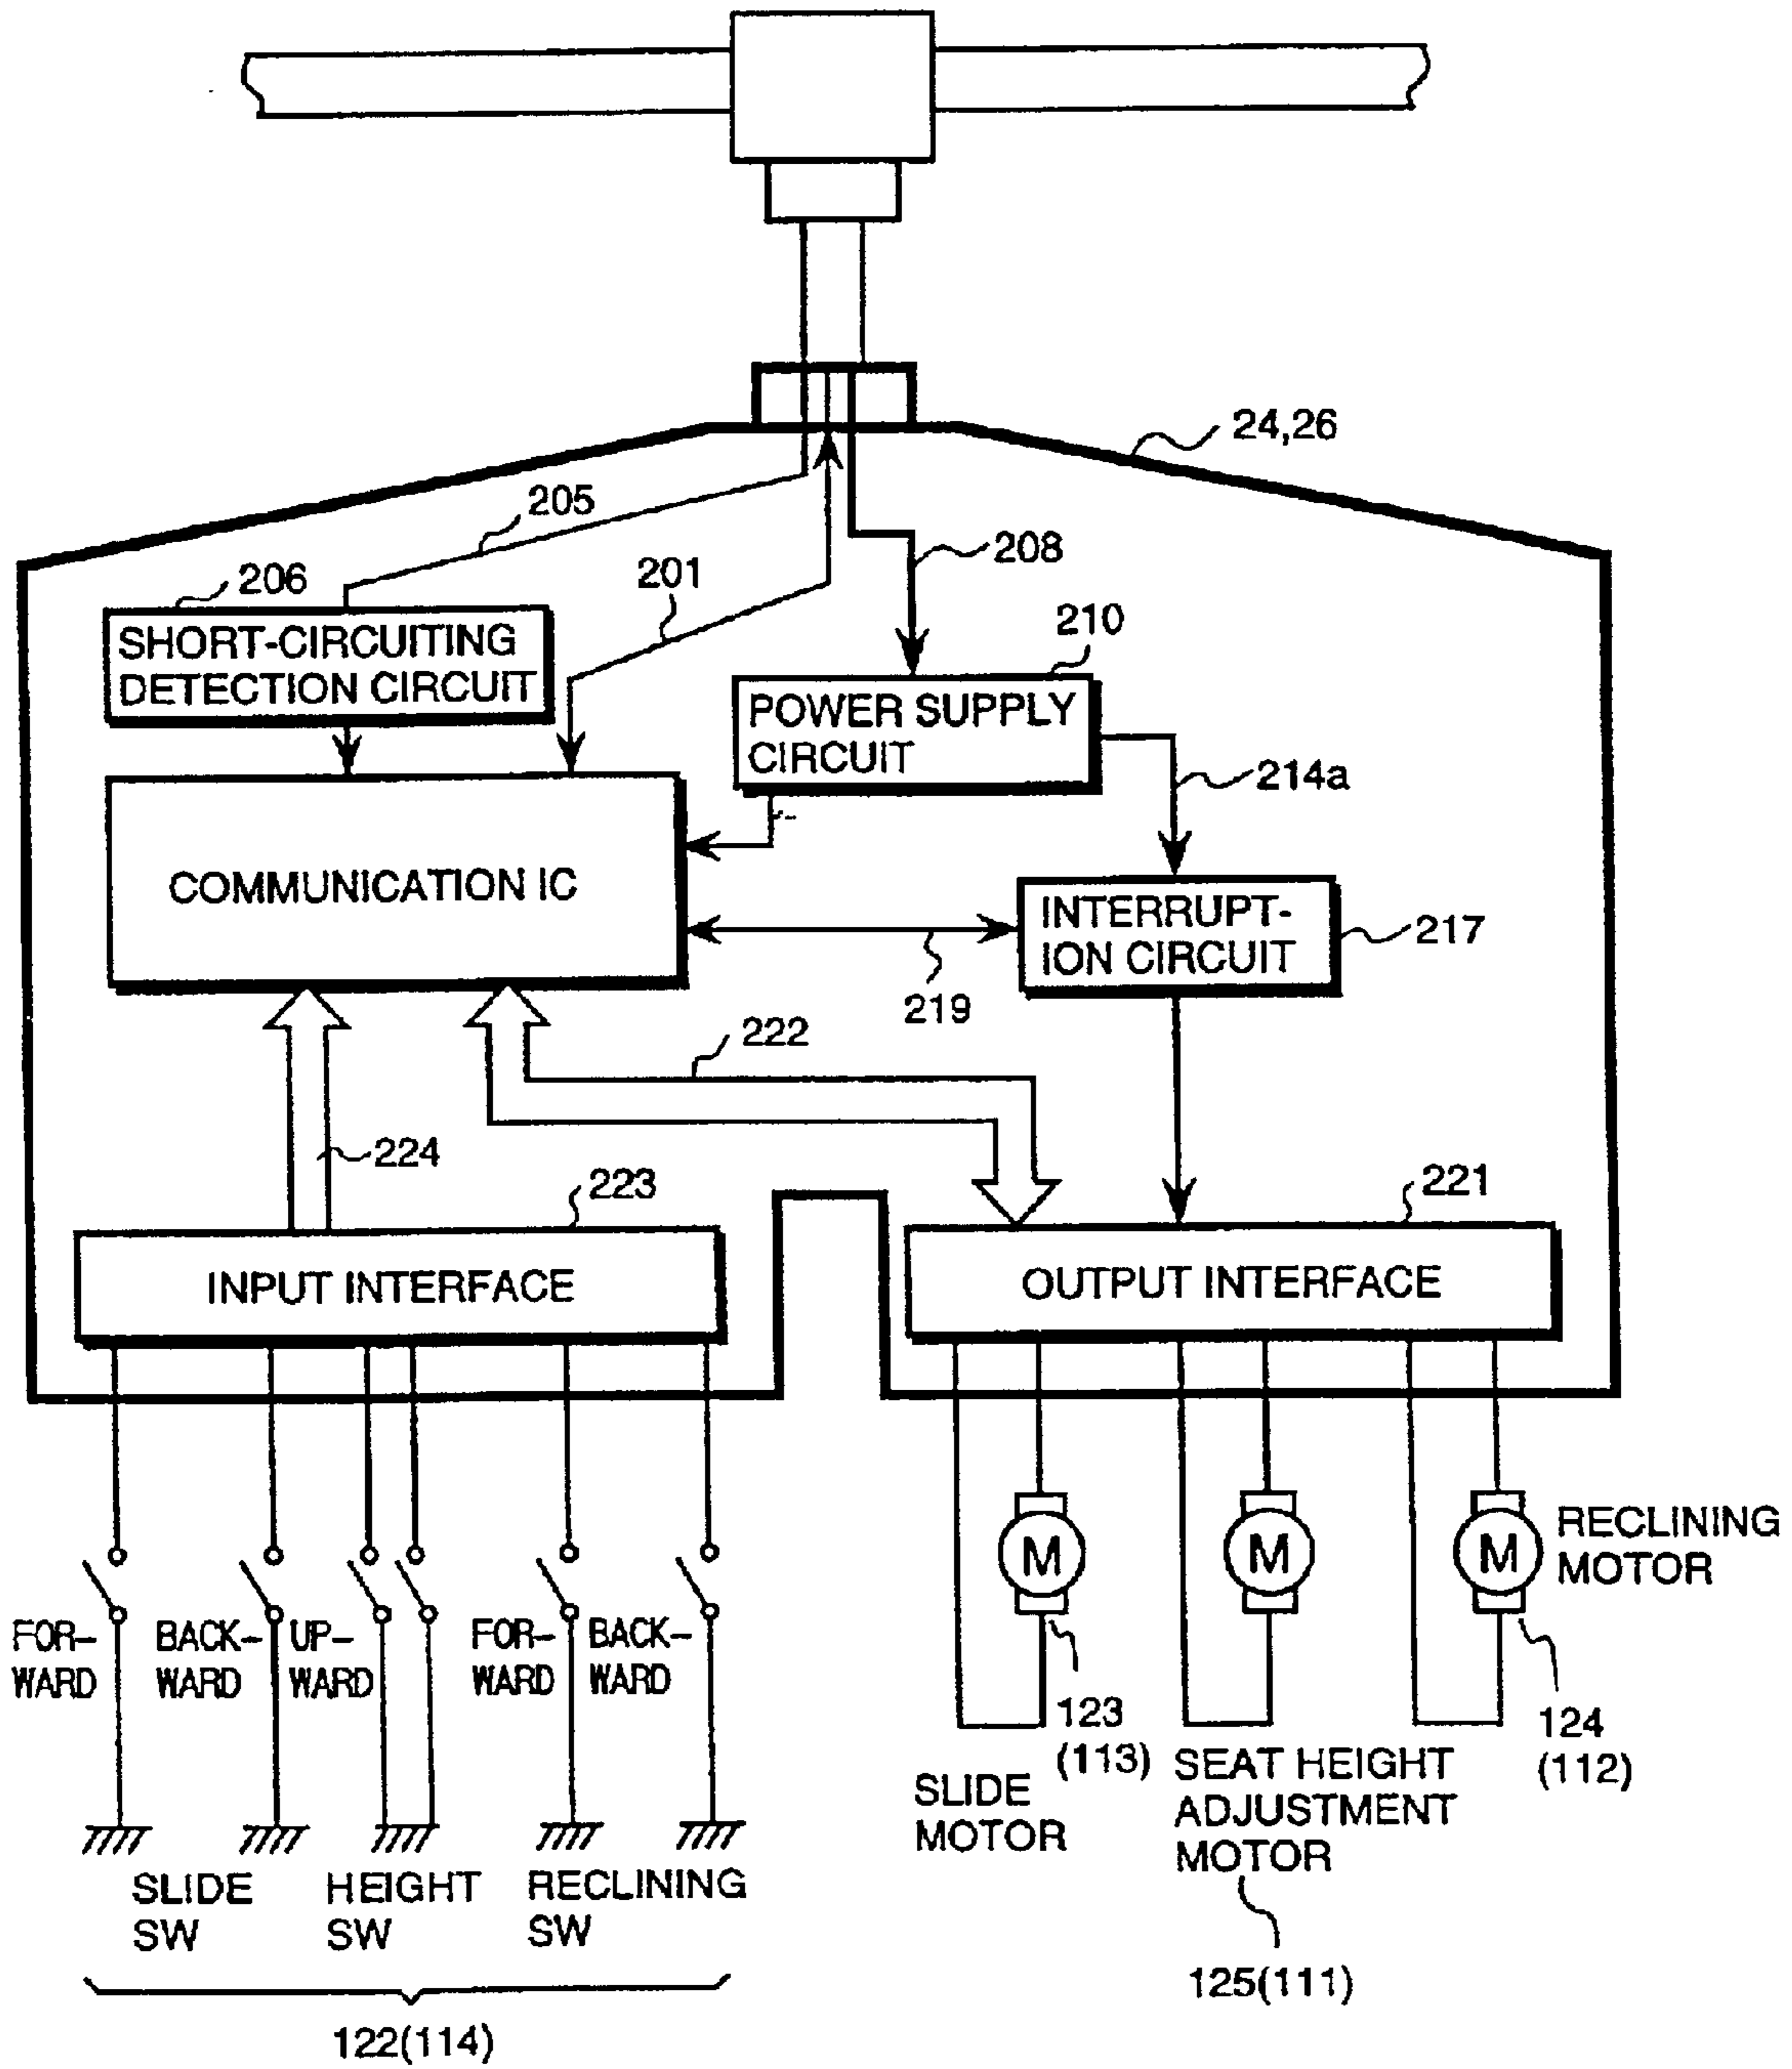 24,26
205
208
206
201
210
SHORT-CIRCUITING
DETECTION CIRCUIT
POWER SUPPLY
CIRCUIT
214a
COMMUNICATION IC
INTERRUPT-
ION CIRCUIT
217
219
222
224
223
221
INPUT INTERFACE
OUTPUT INTERFACE
M
M
M
RECLINING
MOTOR
FOR-
WARD
BACK-
WARD
UP-
WARD
FOR-
WARD
BACK-
WARD
123
(113)
124
(112)
SLIDE
MOTOR
SEAT HEIGHT
ADJUSTMENT
MOTOR
SLIDE
SW
HEIGHT
SW
RECLINING
SW
125(111)
122(114)